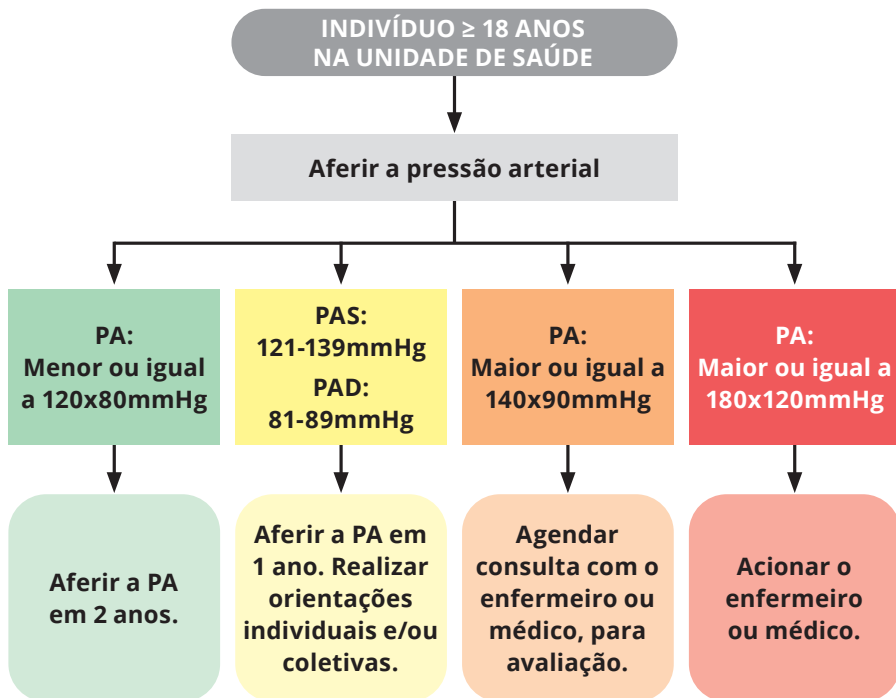 INDIVÍDUO ≥ 18 ANOS
NA UNIDADE DE SAÚDE
Aferir a pressão arterial
PA:
Menor ou igual
a 120x80mmHg
PAS:
121-139mmHg
PAD:
81-89mmHg
PA:
Maior ou igual a
140x90mmHg
PA:
Maior ou igual a
180x120mmHg
Aferir a PA
em 2 anos.
Aferir a PA em
1 ano. Realizar
orientações
individuais e/ou
coletivas.
Agendar
consulta com o
enfermeiro ou
médico, para
avaliação.
Acionar o
enfermeiro
ou médico.